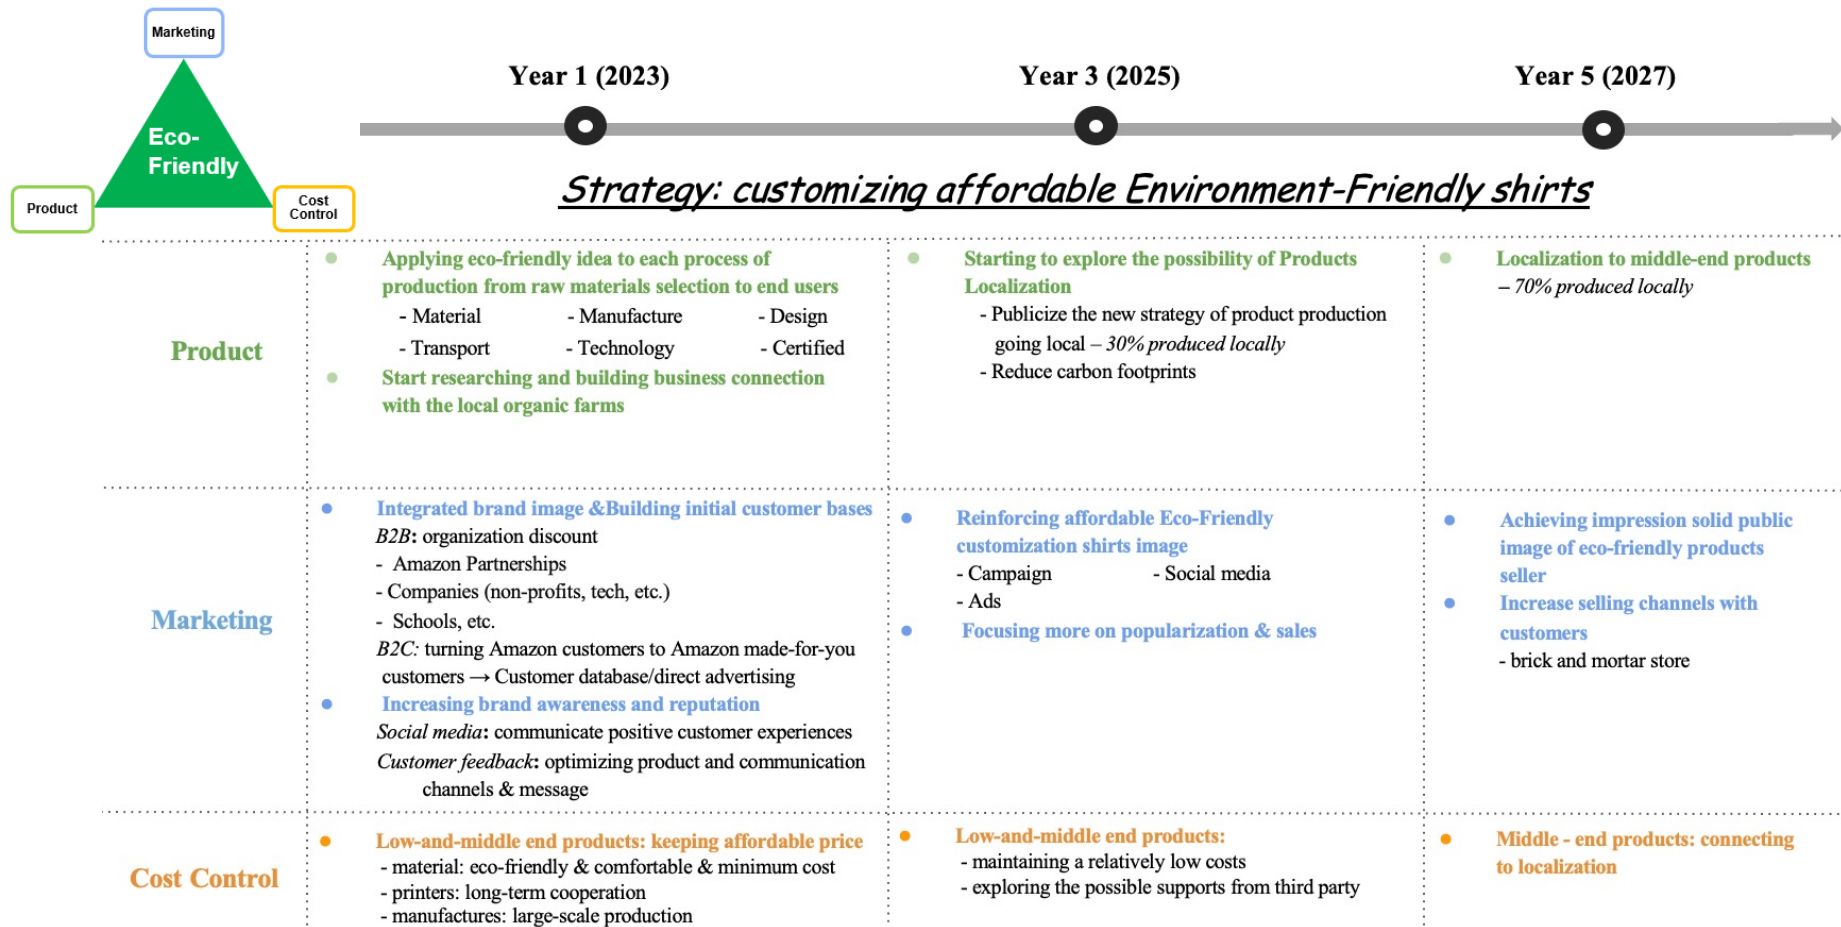 Marketing
Eco-
Friendly
Product
Cost
Control
Year 1 (2023)
Year 3 (2025)
Year 5 (2027)
Strategy: customizing affordable Environment-Friendly shirts
Product
Applying eco-friendly idea to each process of
production from raw materials selection to end users
- Material - Manufacture - Design
- Transport - Technology - Certified
Start researching and building business connection
with the local organic farms
Starting to explore the possibility of Products
Localization
- Publicize the new strategy of product production
going local – 30% produced locally
- Reduce carbon footprints
Localization to middle-end products
– 70% produced locally
Marketing
Integrated brand image &Building initial customer bases
B2B: organization discount
- Amazon Partnerships
- Companies (non-profits, tech, etc.)
- Schools, etc.
B2C: turning Amazon customers to Amazon made-for-you
customers → Customer database/direct advertising
Increasing brand awareness and reputation
Social media: communicate positive customer experiences
Customer feedback: optimizing product and communication
channels & message
Reinforcing affordable Eco-Friendly
customization shirts image
- Campaign - Social media
- Ads
Focusing more on popularization & sales
Achieving impression solid public
image of eco-friendly products
seller
Increase selling channels with
customers
- brick and mortar store
Cost Control
Low-and-middle end products: keeping affordable price
- material: eco-friendly & comfortable & minimum cost
- printers: long-term cooperation
- manufactures: large-scale production
Low-and-middle end products:
- maintaining a relatively low costs
- exploring the possible supports from third party
Middle - end products: connecting
to localization